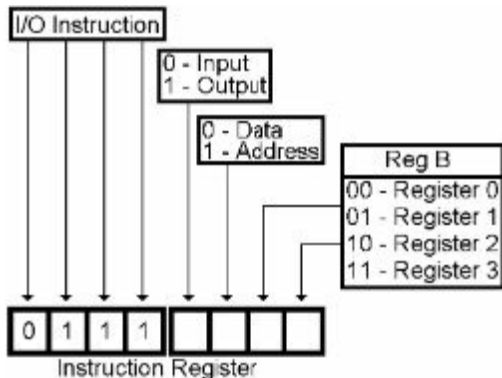 I/O Instruction
0 - Input
1 - Output
0 - Data
1 - Address
Reg B
00 - Register 0
01 - Register 1
10 - Register 2
11 - Register 3
0 1 1 1
Instruction Register